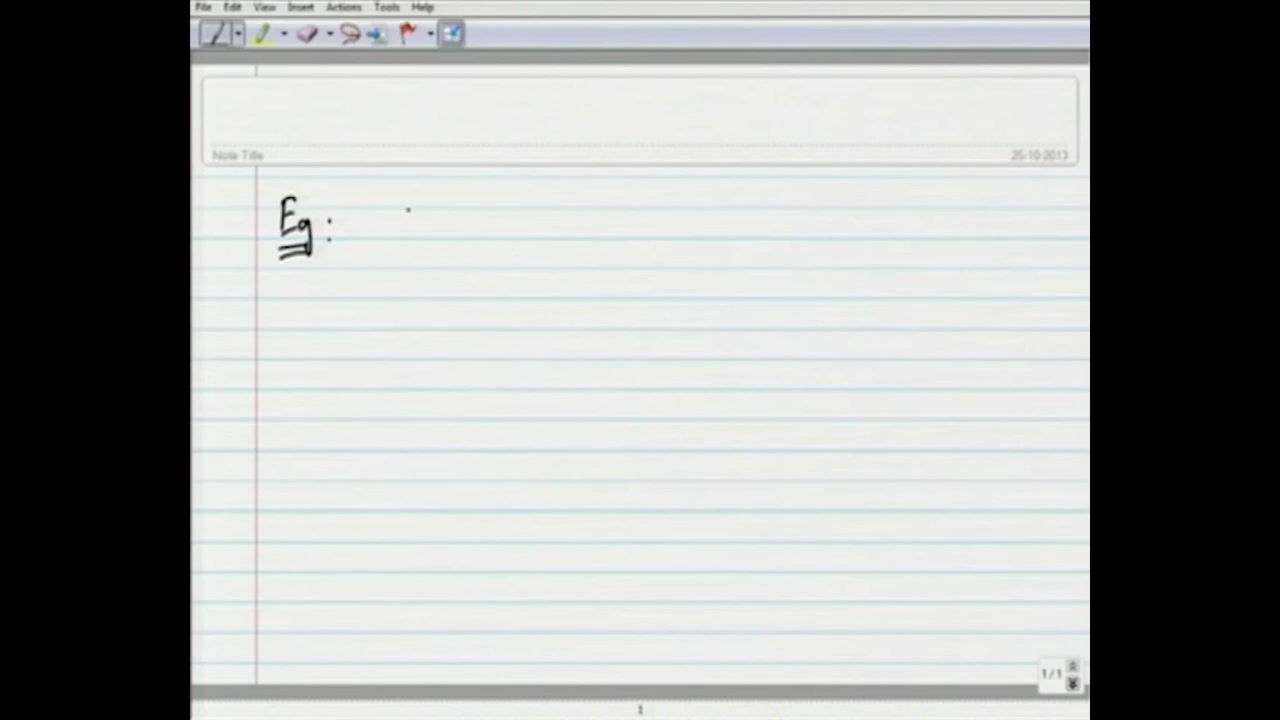 File Edit View Insert Actions Tools Help
Note Title
25-10-2013
Eg:
1/1
1